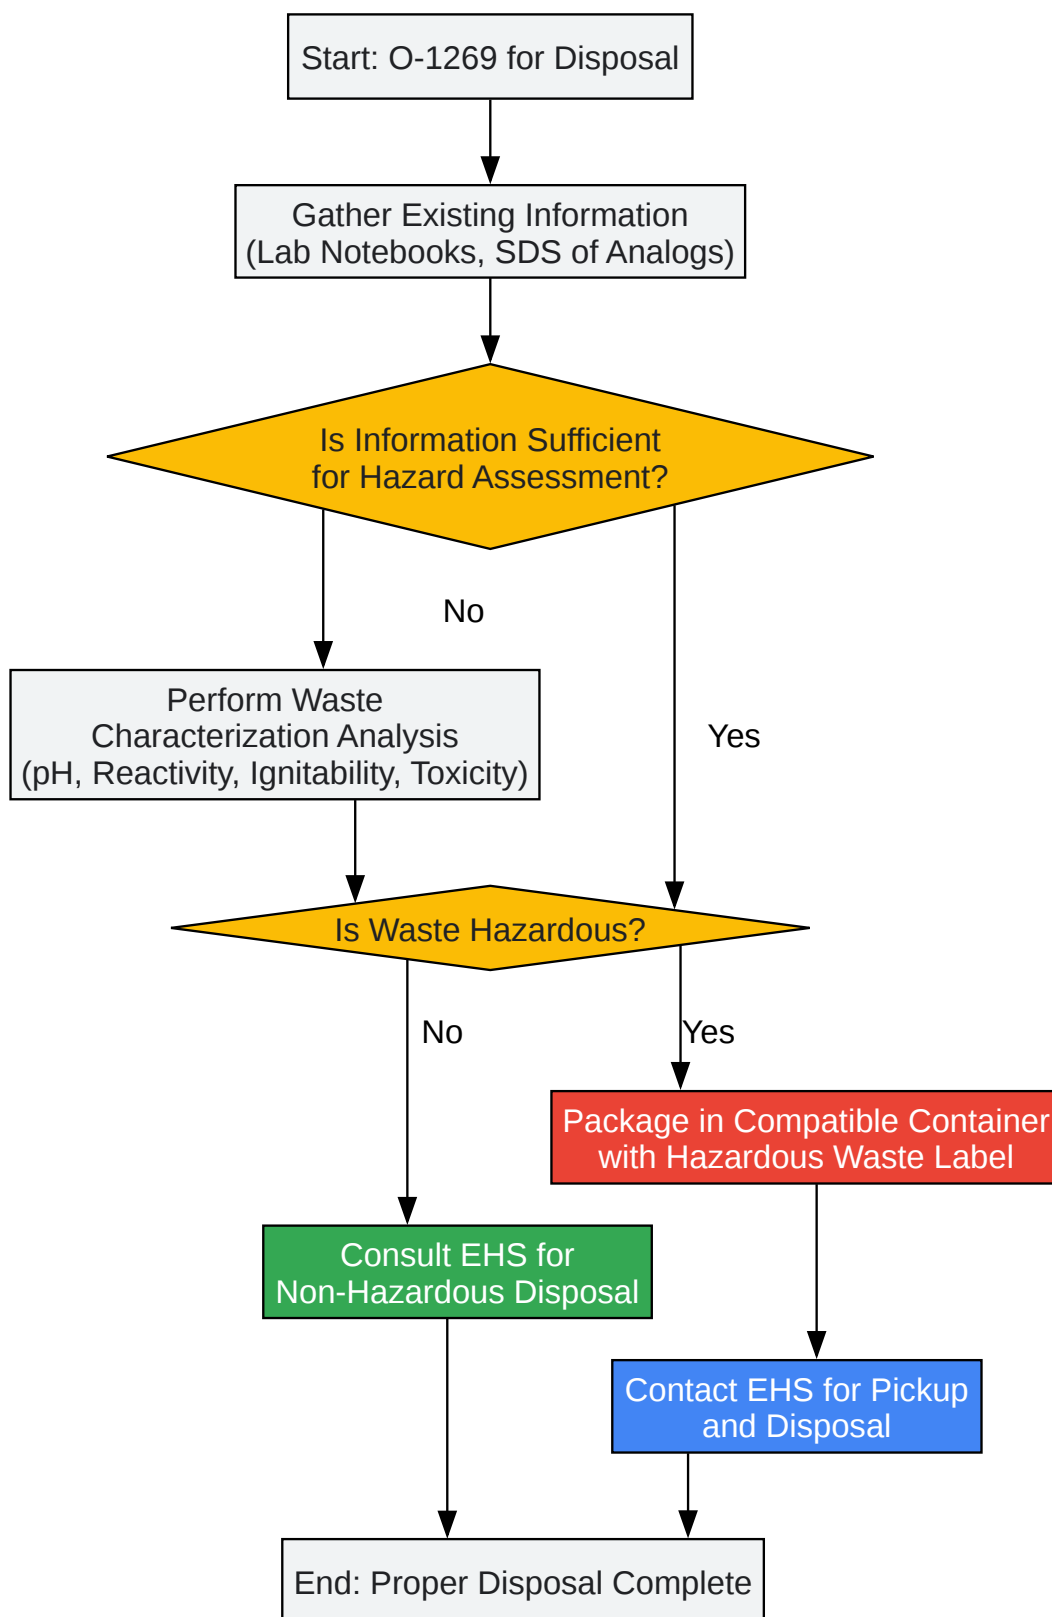 Start: O-1269 for Disposal
Gather Existing Information
(Lab Notebooks, SDS of Analogs)
Is Information Sufficient
for Hazard Assessment?
No
Perform Waste
Characterization Analysis
(pH, Reactivity, Ignitability, Toxicity)
Yes
Is Waste Hazardous?
No
Yes
Package in Compatible Container
with Hazardous Waste Label
Consult EHS for
Non-Hazardous Disposal
Contact EHS for Pickup
and Disposal
End: Proper Disposal Complete